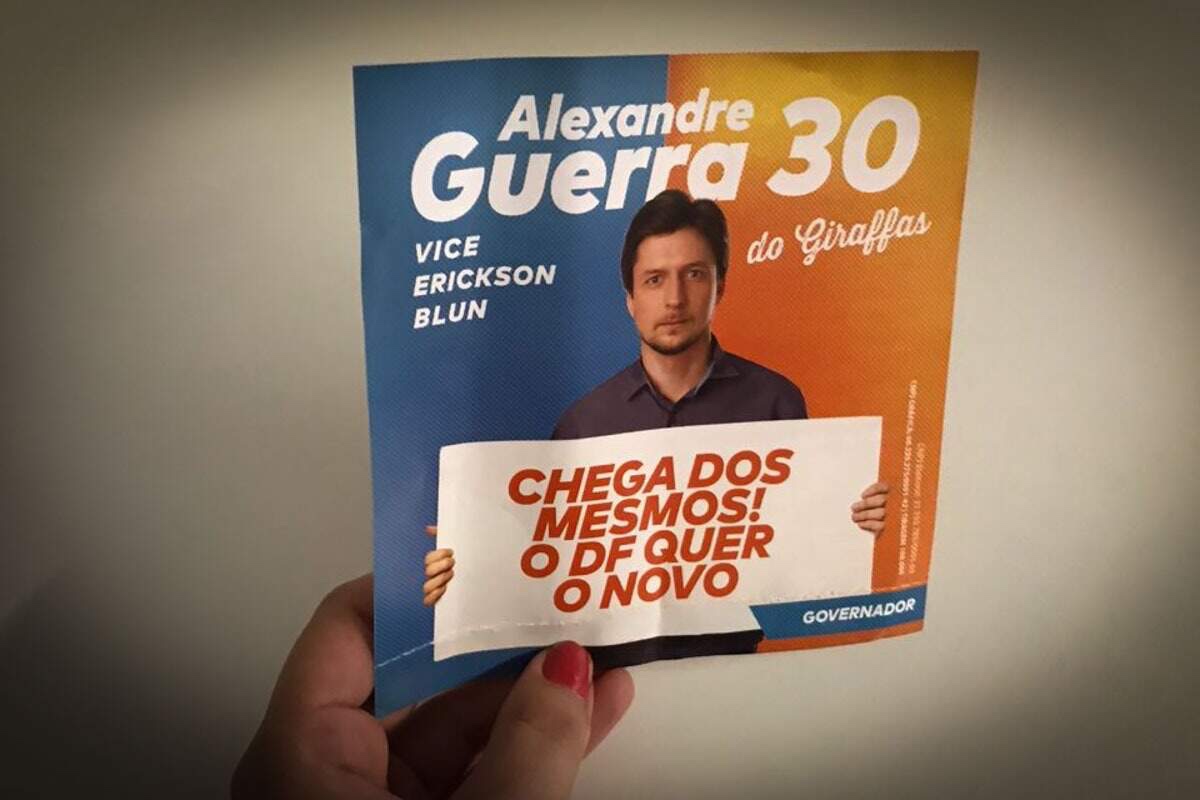 Alexandre
Guerra 30
do Giraffas
VICE
ERICKSON
BLUN
CHEGA DOS
MESMOS!
O DF QUER
O NOVO
GOVERNADOR